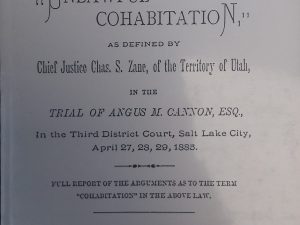 "UNLAWFUL
COHABITATION,"
AS DEFINED BY
Chief Justice Chas. S. Zane, of the Territory of Utah,
IN THE
TRIAL OF ANGUS M. CANNON, ESQ.,
In the Third District Court, Salt Lake City,
April 27, 28, 29, 1885.
FULL REPORT OF THE ARGUMENTS AS TO THE TERM
"COHABITATION" IN THE ABOVE LAW,